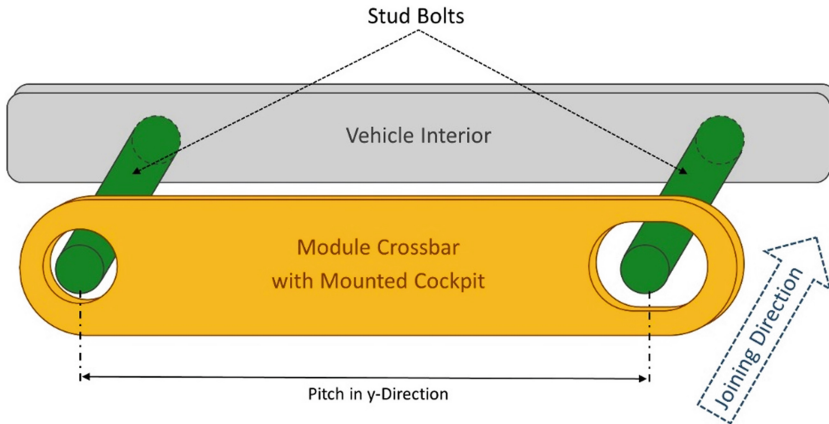 Stud Bolts
Vehicle Interior
Module Crossbar
with Mounted Cockpit
Joining Direction
Pitch in y-Direction